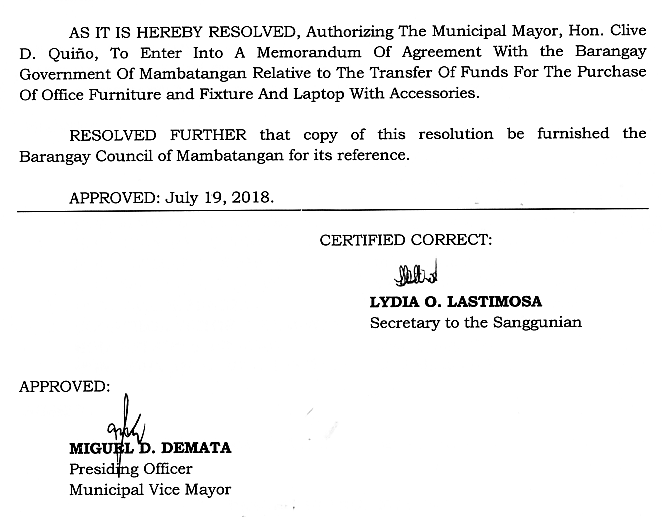 AS IT IS HEREBY RESOLVED, Authorizing The Municipal Mayor, Hon. Clive
D. Quiño, To Enter Into A Memorandum Of Agreement With the Barangay
Government Of Mambatangan Relative to The Transfer Of Funds For The Purchase
Of Office Furniture and Fixture And Laptop With Accessories.
RESOLVED FURTHER that copy of this resolution be furnished the
Barangay Council of Mambatangan for its reference.
APPROVED: July 19, 2018.
CERTIFIED CORRECT:
LYDIA O. LASTIMOSA
Secretary to the Sanggunian
APPROVED:
MIGUEL D. DEMATA
Presiding Officer
Municipal Vice Mayor